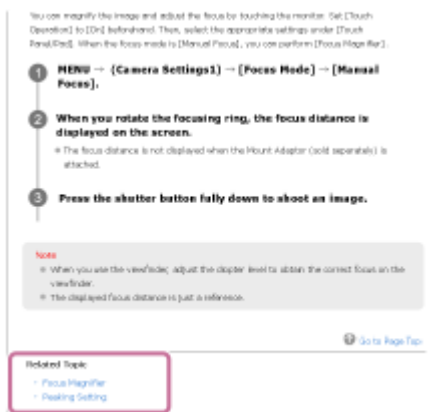 You can magnify the image and adjust the focus by touching the monitor. Set [Touch
Operation] to [On] beforehand. Then, select the appropriate settings under [Touch
Panel/Pad]. When the focus mode is [Manual Focus], you can perform [Focus Magnifier].
1 MENU → (Camera Settings1) → [Focus Mode] → [Manual
Focus].
2 When you rotate the focusing ring, the focus distance is
displayed on the screen.
The focus distance is not displayed when the Mount Adaptor (sold separately) is
attached.
3 Press the shutter button fully down to shoot an image.
Note
When you use the viewfinder, adjust the diopter level to obtain the correct focus on the
viewfinder.
The displayed focus distance is just a reference.
Go to Page Top
Related Topic
Focus Magnifier
Peaking Setting